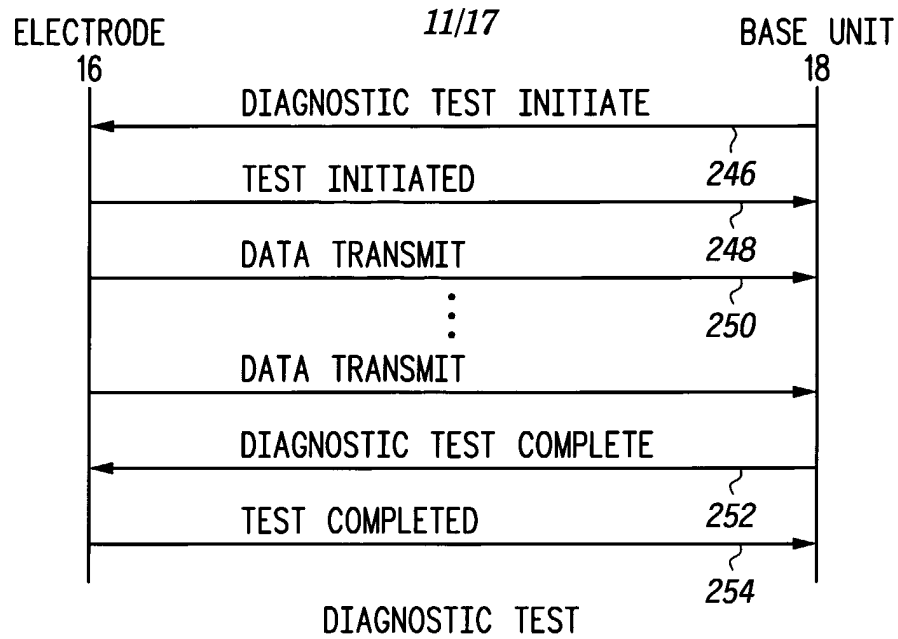 11/17
ELECTRODE BASE UNIT
16 18
DIAGNOSTIC TEST INITIATE
246
TEST INITIATED
248
DATA TRANSMIT
250
DATA TRANSMIT
DIAGNOSTIC TEST COMPLETE
252
TEST COMPLETED
254
DIAGNOSTIC TEST